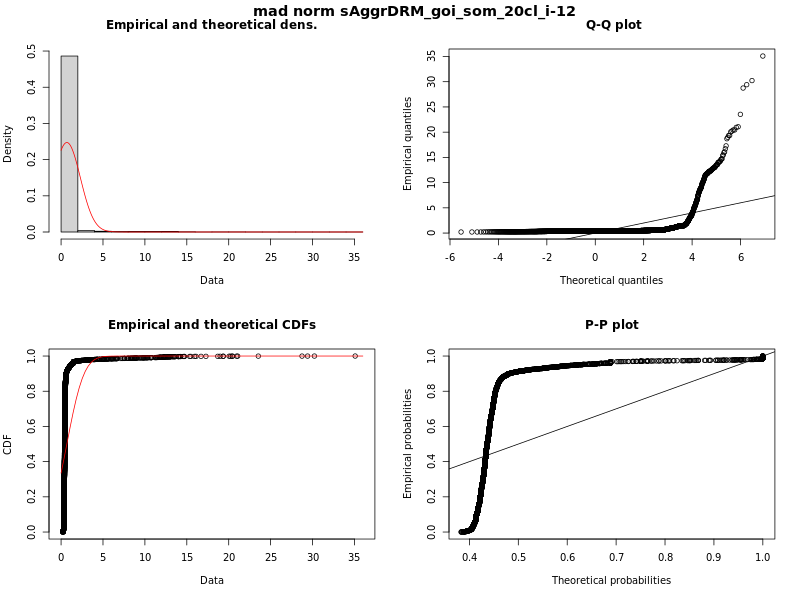 mad norm sAggrDRM_goi_som_20cl_i-12
Empirical and theoretical dens.
Density
0.0 0.1 0.2 0.3 0.4 0.5
0 5 10 15 20 25 30 35
Data
Q-Q plot
Empirical quantiles
0 5 10 15 20 25 30 35
-6 -4 -2 0 2 4 6
Theoretical quantiles
Empirical and theoretical CDFs
CDF
0.0 0.2 0.4 0.6 0.8 1.0
0 5 10 15 20 25 30 35
Data
P-P plot
Empirical probabilities
0.0 0.2 0.4 0.6 0.8 1.0
0.4 0.5 0.6 0.7 0.8 0.9 1.0
Theoretical probabilities